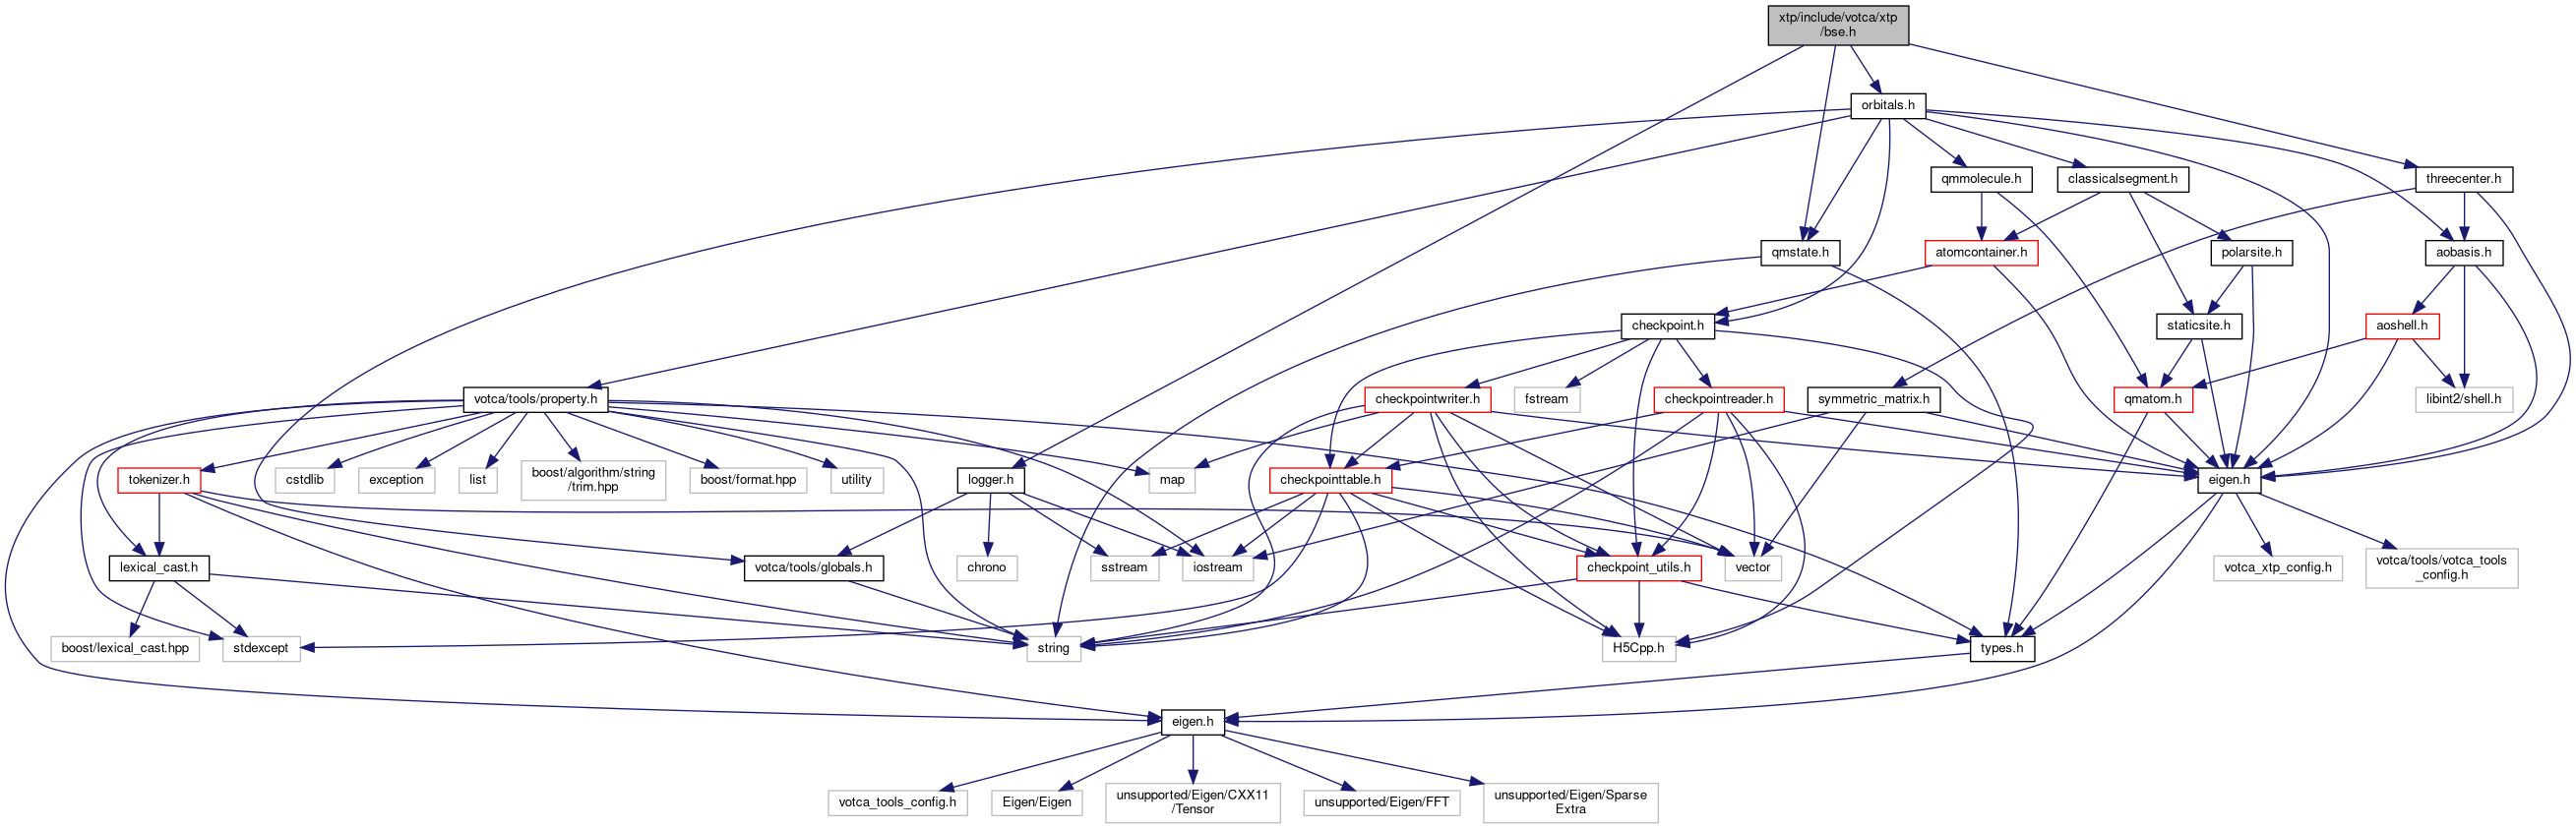 xtp/include/votca/xtp
/bse.h
orbitals.h
qmmolecule.h
classicalsegment.h
threecenter.h
qmstate.h
atomcontainer.h
polarsite.h
aobasis.h
checkpoint.h
staticsite.h
aoshell.h
votca/tools/property.h
fstream
checkpointwriter.h
checkpointreader.h
symmetric_matrix.h
qmatom.h
libint2/shell.h
tokenizer.h
cstdlib
exception
list
boost/algorithm/string
/trim.hpp
boost/format.hpp
utility
logger.h
map
checkpointtable.h
eigen.h
lexical_cast.h
votca/tools/globals.h
chrono
sstream
iostream
checkpoint_utils.h
vector
votca_xtp_config.h
votca/tools/votca_tools
_config.h
boost/lexical_cast.hpp
stdexcept
string
H5Cpp.h
types.h
eigen.h
votca_tools_config.h
Eigen/Eigen
unsupported/Eigen/CXX11
/Tensor
unsupported/Eigen/FFT
unsupported/Eigen/Sparse
Extra